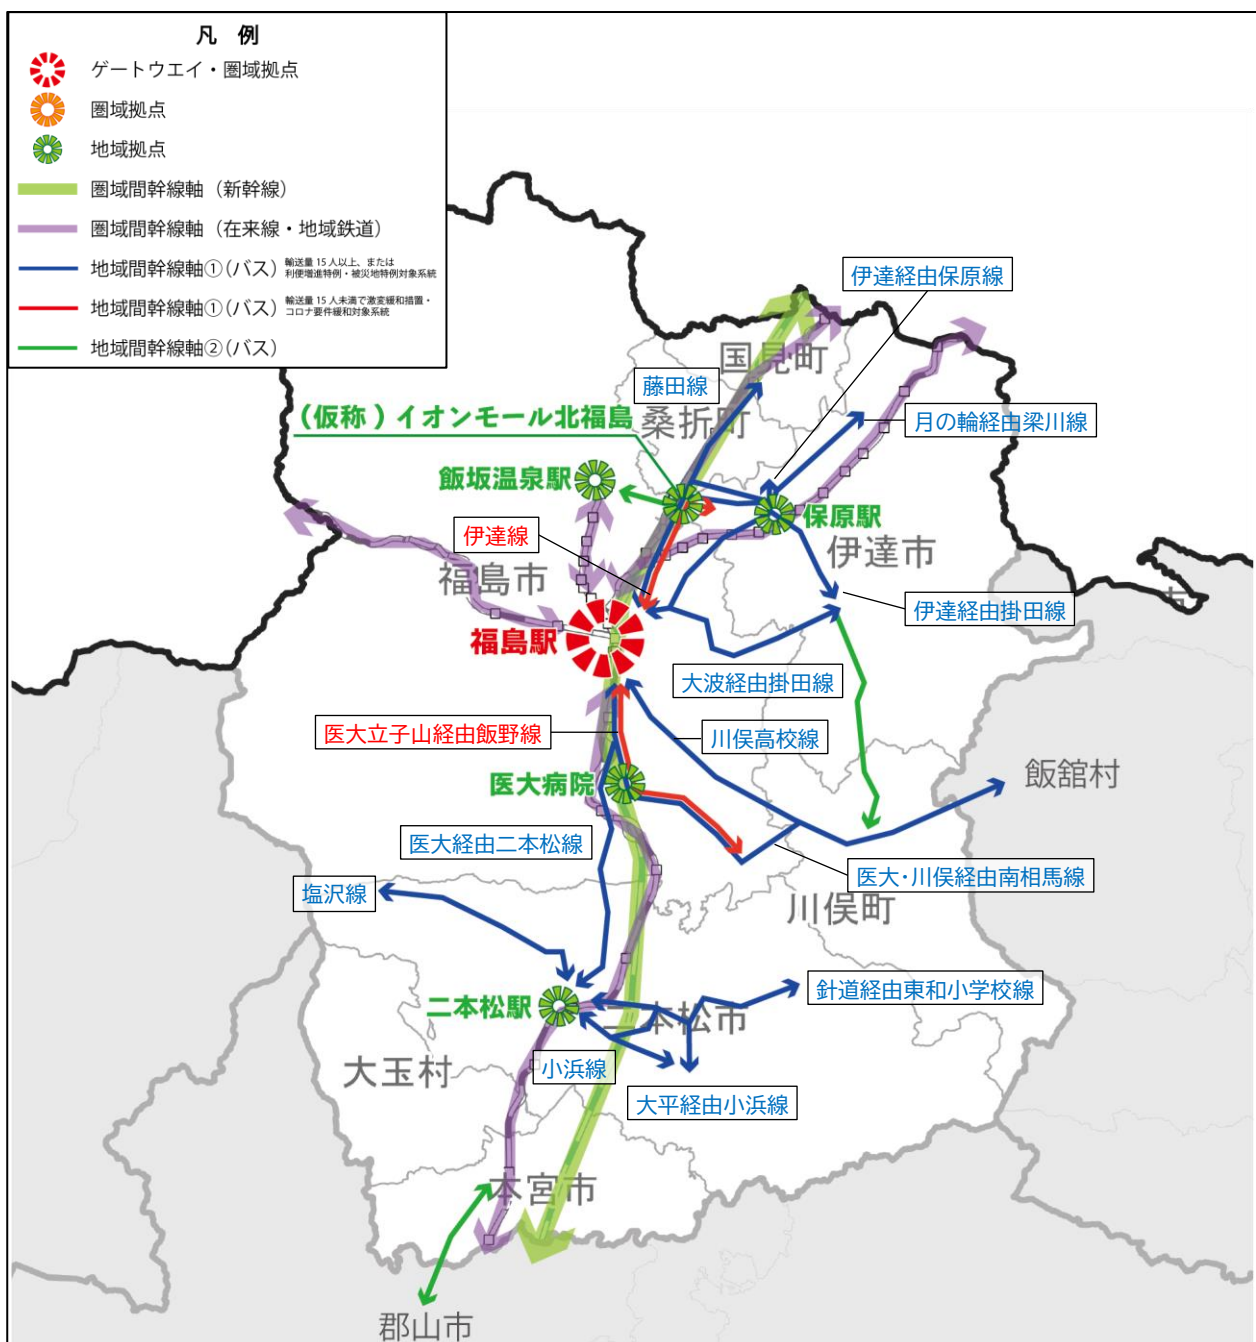 凡 例
ゲートウエイ・圏域拠点
圏域拠点
地域拠点
圏域間幹線軸（新幹線）
圏域間幹線軸（在来線・地域鉄道）
地域間幹線軸①(バス) 輸送量15人以上、または
利便増進特例・被災地特例対象系統
地域間幹線軸①(バス) 輸送量15人未満で激変緩和措置・
コロナ要件緩和対象系統
地域間幹線軸②(バス)
伊達経由保原線
国見町
藤田線
(仮称)イオンモール北福島
桑折町
月の輪経由梁川線
飯坂温泉駅
保原駅
伊達線
伊達市
福島市
市
伊達経由掛田線
福島駅
大波経由掛田線
医大立子山経由飯野線
川俣高校線
飯舘村
医大病院
医大経由二本松線
医大・川俣経由南相馬線
塩沢線
川俣町
針道経由東和小学校線
二本松駅
二本松市
大玉村
小浜線
大平経由小浜線
本宮市
郡山市